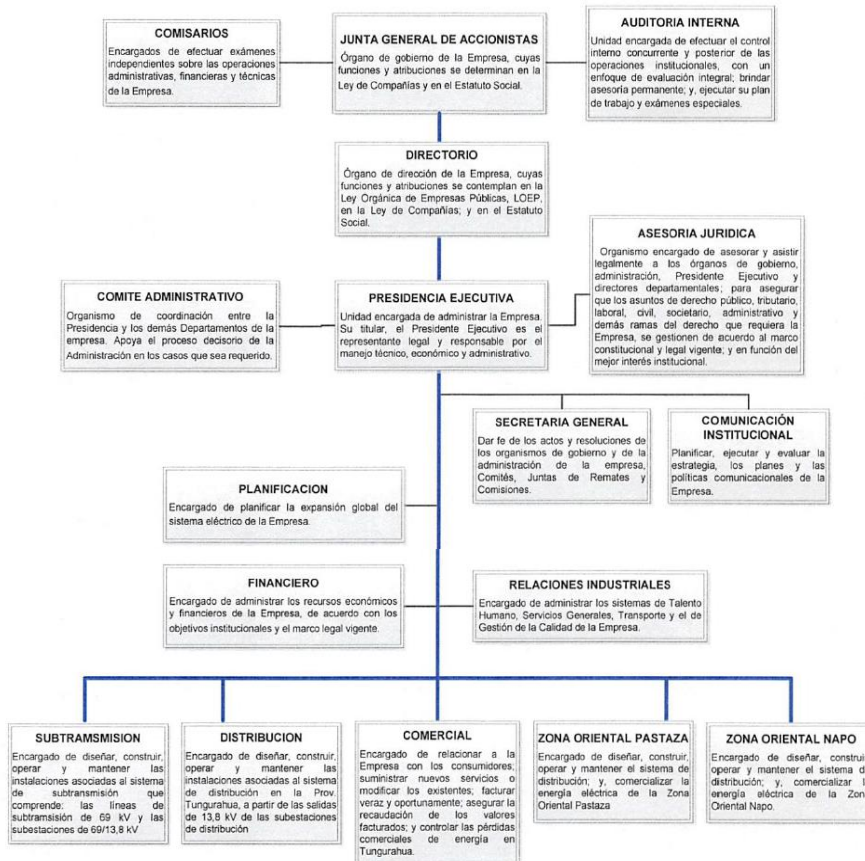 COMISARIOS
Encargados de efectuar exámenes
independientes sobre las operaciones
administrativas, financieras y técnicas
de la Empresa.
JUNTA GENERAL DE ACCIONISTAS
Órgano de gobierno de la Empresa, cuyas
funciones y atribuciones se determinan en la
Ley de Compañías y en el Estatuto Social.
AUDITORIA INTERNA
Unidad encargada de efectuar el control
interno concurrente y posterior de las
operaciones institucionales, con un
enfoque de evaluación integral; brindar
asesoría permanente; y, ejecutar su plan
de trabajo y exámenes especiales.
DIRECTORIO
Órgano de dirección de la Empresa, cuyas
funciones y atribuciones se contemplan en la
Ley Orgánica de Empresas Públicas, LOEP,
en la Ley de Compañías; y en el Estatuto
Social.
ASESORIA JURIDICA
Organismo encargado de asesorar y asistir
legalmente a los órganos de gobierno,
administración, Presidente Ejecutivo y
directores departamentales; para asegurar
que los asuntos de derecho público, tributario,
laboral, civil, societario, administrativo y
demás ramas del derecho que requiera la
Empresa, se gestionen de acuerdo al marco
constitucional y legal vigente; y en función del
mejor interés institucional.
COMITE ADMINISTRATIVO
Organismo de coordinación entre la
Presidencia y los demás Departamentos de la
empresa. Apoya el proceso decisorio de la
Administración en los casos que sea requerido.
PRESIDENCIA EJECUTIVA
Unidad encargada de administrar la Empresa.
Su titular, el Presidente Ejecutivo es el
representante legal y responsable por el
manejo técnico, económico y administrativo.
SECRETARIA GENERAL
Dar fe de los actos y resoluciones de
los organismos de gobierno y de la
administración de la empresa,
Comités, Juntas de Remates y
Comisiones.
COMUNICACIÓN
INSTITUCIONAL
Planificar, ejecutar y evaluar la
estrategia, los planes y las
políticas comunicacionales de la
Empresa.
PLANIFICACION
Encargado de planificar la expansión global del
sistema eléctrico de la Empresa.
FINANCIERO
Encargado de administrar los recursos económicos
y financieros de la Empresa, de acuerdo con los
objetivos institucionales y el marco legal vigente.
RELACIONES INDUSTRIALES
Encargado de administrar los sistemas de Talento
Humano, Servicios Generales, Transporte y el de
Gestión de la Calidad de la Empresa.
SUBTRAMSMISION
Encargado de diseñar, construir,
operar y mantener las
instalaciones asociadas al sistema
de subtransmisión que
comprende: las líneas de
subtramsisión de 69 kV y las
subestaciones de 69/13,8 kV
DISTRIBUCION
Encargado de diseñar, construir,
operar y mantener las
instalaciones asociadas al sistema
de distribución en la Prov.
Tungurahua, a partir de las salidas
de 13,8 kV de las subestaciones
de distribución
COMERCIAL
Encargado de relacionar a la
Empresa con los consumidores;
suministrar nuevos servicios o
modificar los existentes; facturar
veraz y oportunamente; asegurar la
recaudación de los valores
facturados; y controlar las pérdidas
comerciales de energía en
Tungurahua.
ZONA ORIENTAL PASTAZA
Encargado de diseñar, construir,
operar y mantener el sistema de
distribución; y, comercializar la
energía eléctrica de la Zona
Oriental Pastaza
ZONA ORIENTAL NAPO
Encargado de diseñar, construir
operar y mantener el sistema d
distribución; y, comercializar l
energía eléctrica de la Zon
Oriental Napo.